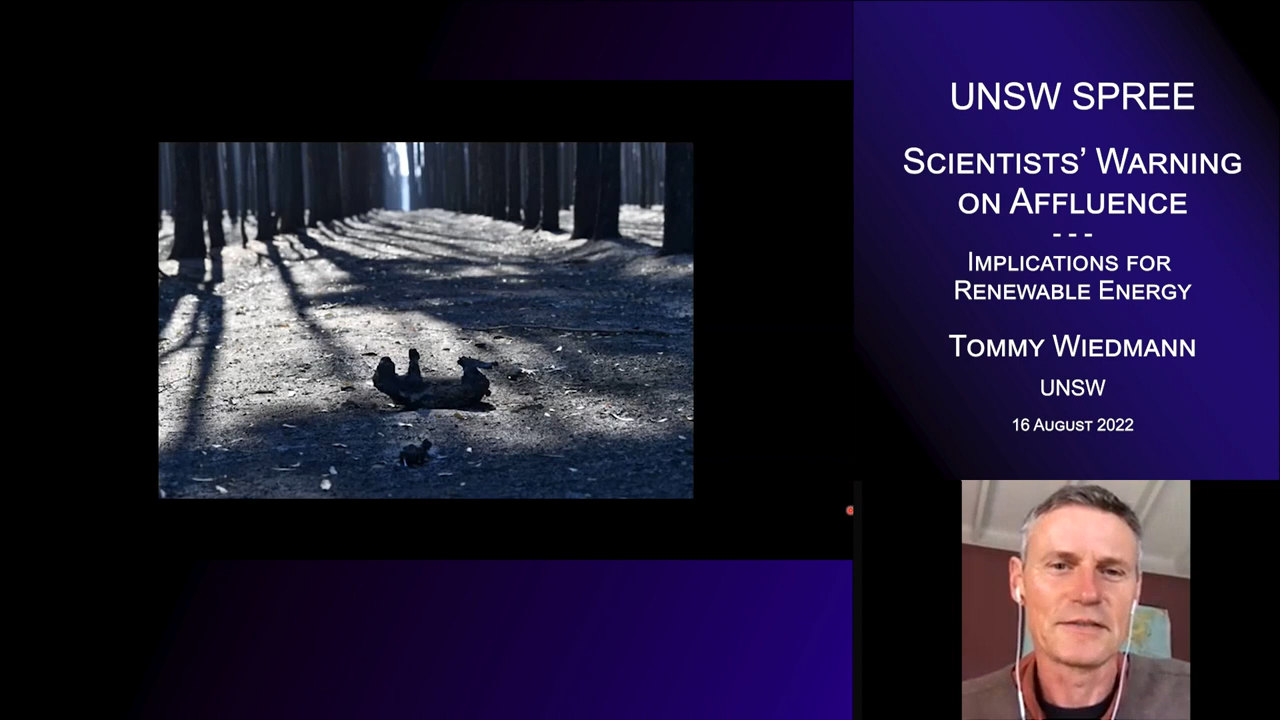 UNSW SPREE
Scientists’ Warning
on Affluence
- - -
Implications for
Renewable Energy
Tommy Wiedmann
UNSW
16 August 2022